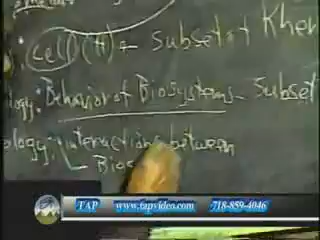 cell (H) - Subset of Khem
ology: Behavior of Biosystems - Subset
ology: interactions between
- Bios
TAP www.tapvideo.com 718-859-4046